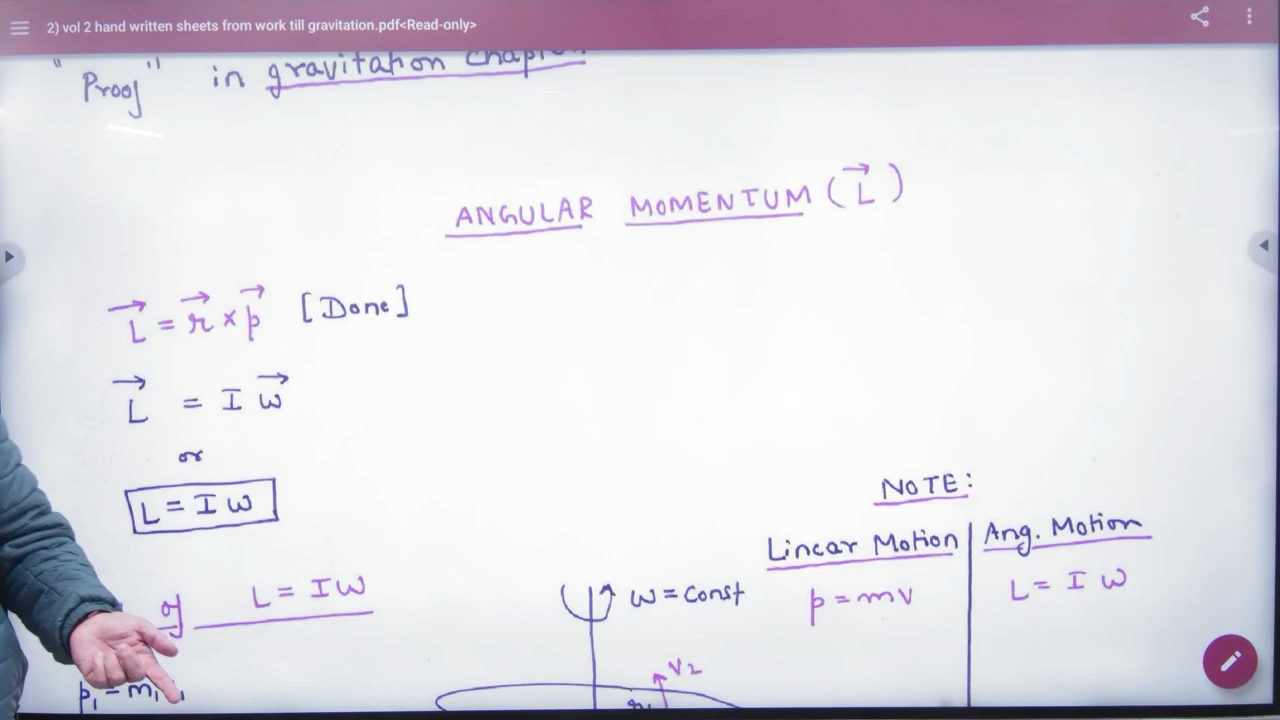 2) vol 2 hand written sheets from work till gravitation.pdf<Read-only>
"Proof" in gravitation
ANGULAR MOMENTUM (L⃗)
L⃗ = r⃗ × p⃗ [Done]
L⃗ = I ω⃗
or
L = I ω
NOTE:
Linear Motion | Ang. Motion
p = mv | L = I ω
of L = I ω
ω = const
v₂